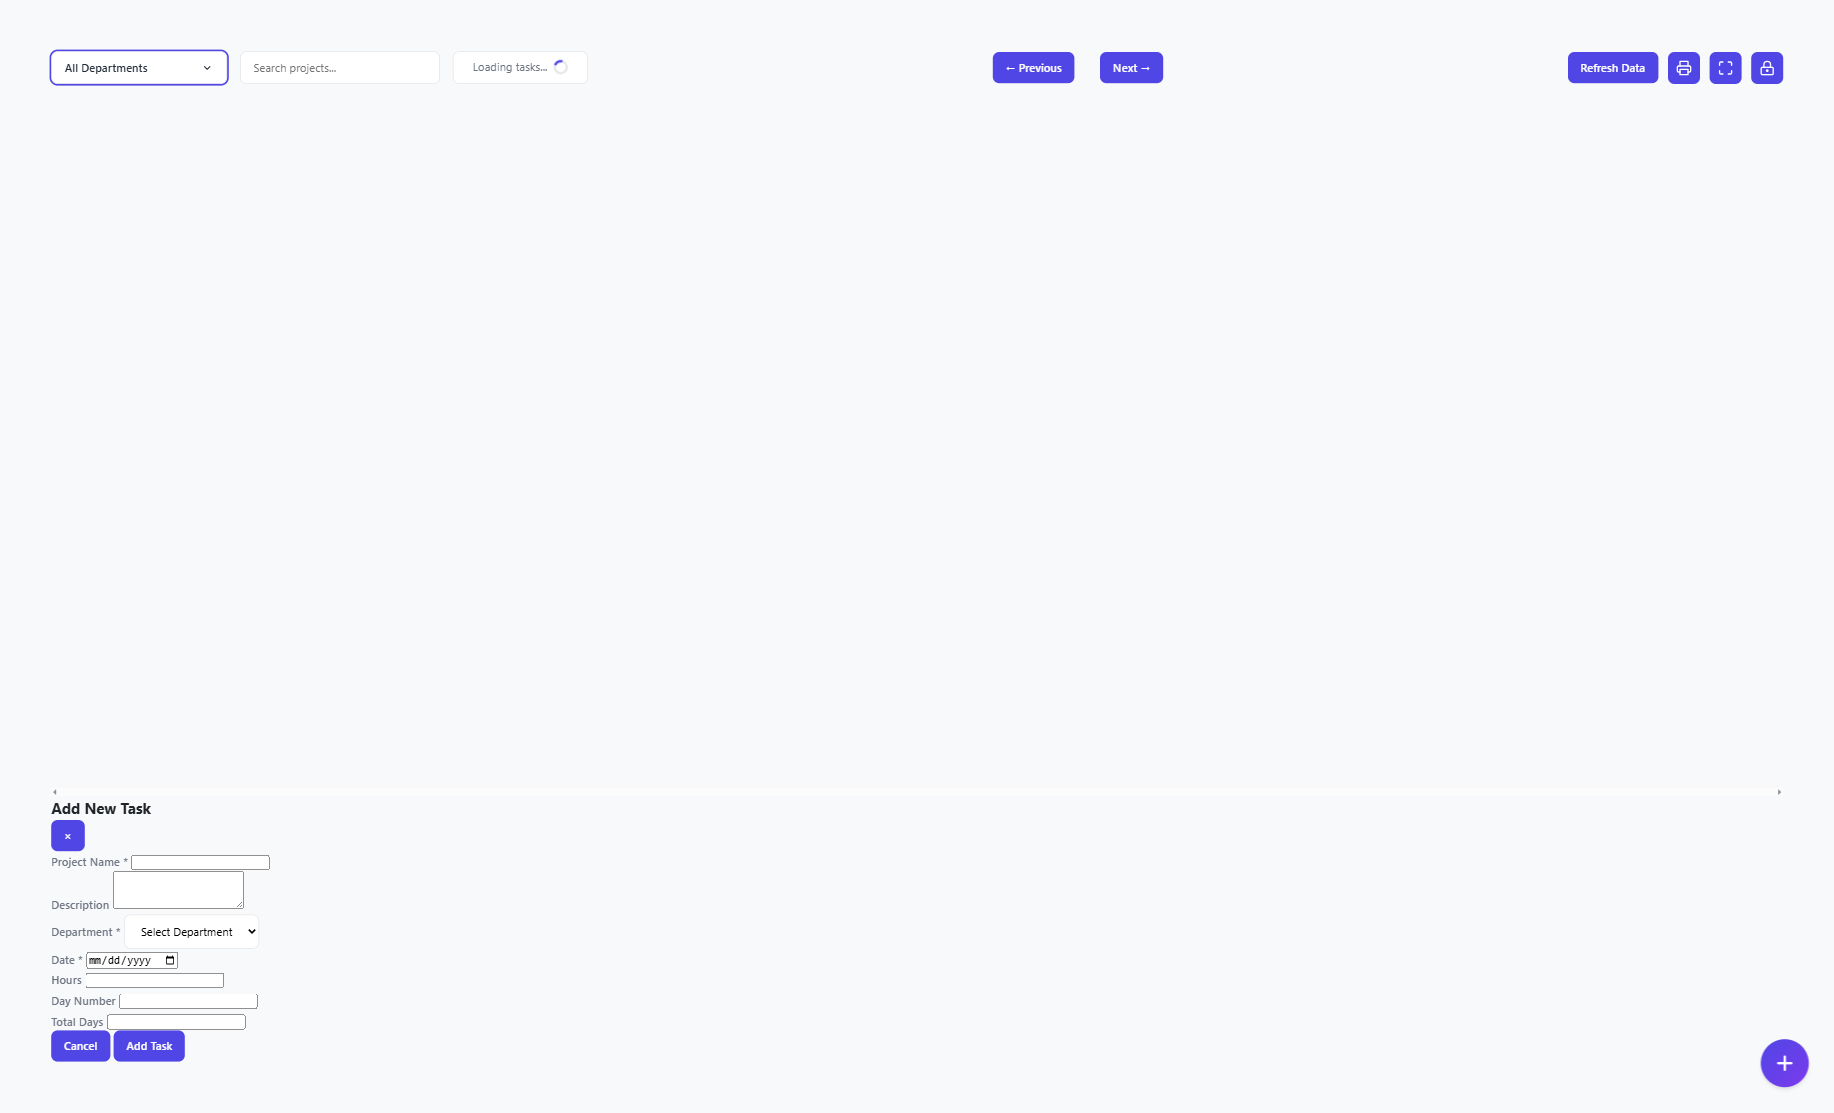 All Departments
Search projects...
Loading tasks...
← Previous
Next →
Refresh Data
Add New Task
×
Project Name *
Description
Department * Select Department
Date * mm/dd/yyyy
Hours
Day Number
Total Days
Cancel Add Task
+